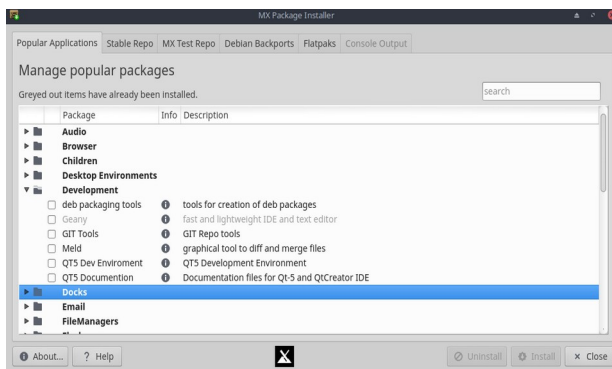 MX Package Installer
Popular Applications Stable Repo MX Test Repo Debian Backports Flatpaks Console Output
Manage popular packages
Greyed out items have already been installed.
search
Package Info Description
Audio
Browser
Children
Desktop Environments
Development
deb packaging tools tools for creation of deb packages
Geany fast and lightweight IDE and text editor
GIT Tools GIT Repo tools
Meld graphical tool to diff and merge files
QT5 Dev Enviroment QT5 Development Environment
QT5 Documention Documentation files for Qt-5 and QtCreator IDE
Docks
Email
FileManagers
About... ? Help Uninstall Install × Close